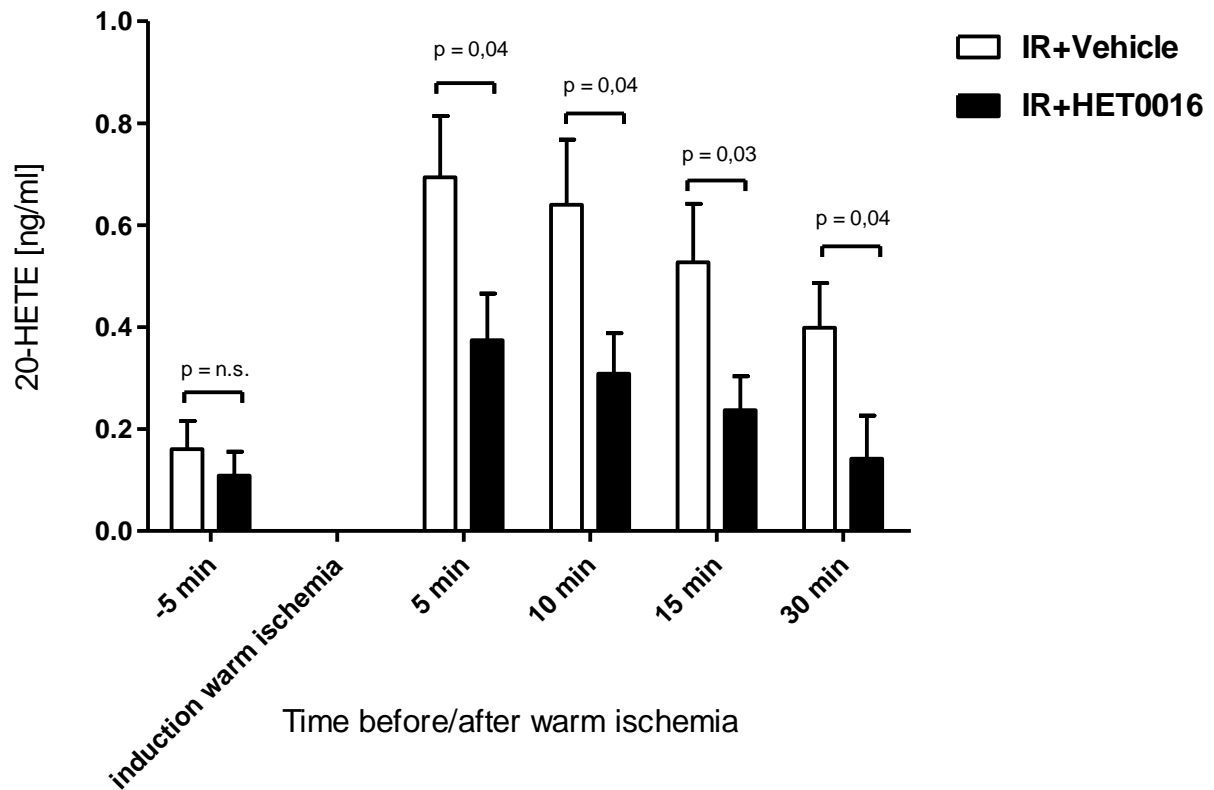 1.0
0.8
0.6
0.4
0.2
0.0
20-HETE [ng/ml]
p = n.s.
p = 0,04
p = 0,04
p = 0,03
p = 0,04
IR+Vehicle
IR+HET0016
-5 min
induction warm ischemia
5 min
10 min
15 min
30 min
Time before/after warm ischemia